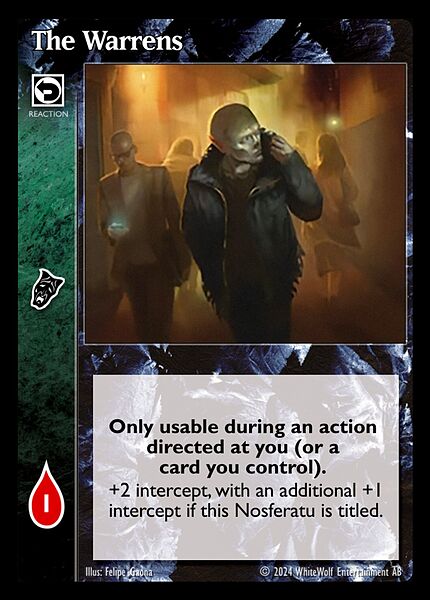 The Warrens
REACTION
Only usable during an action
directed at you (or a
card you control).
+2 intercept, with an additional +1
intercept if this Nosferatu is titled.
1
Illus: Felipe Gaona © 2024 WhiteWolf Entertainment AB